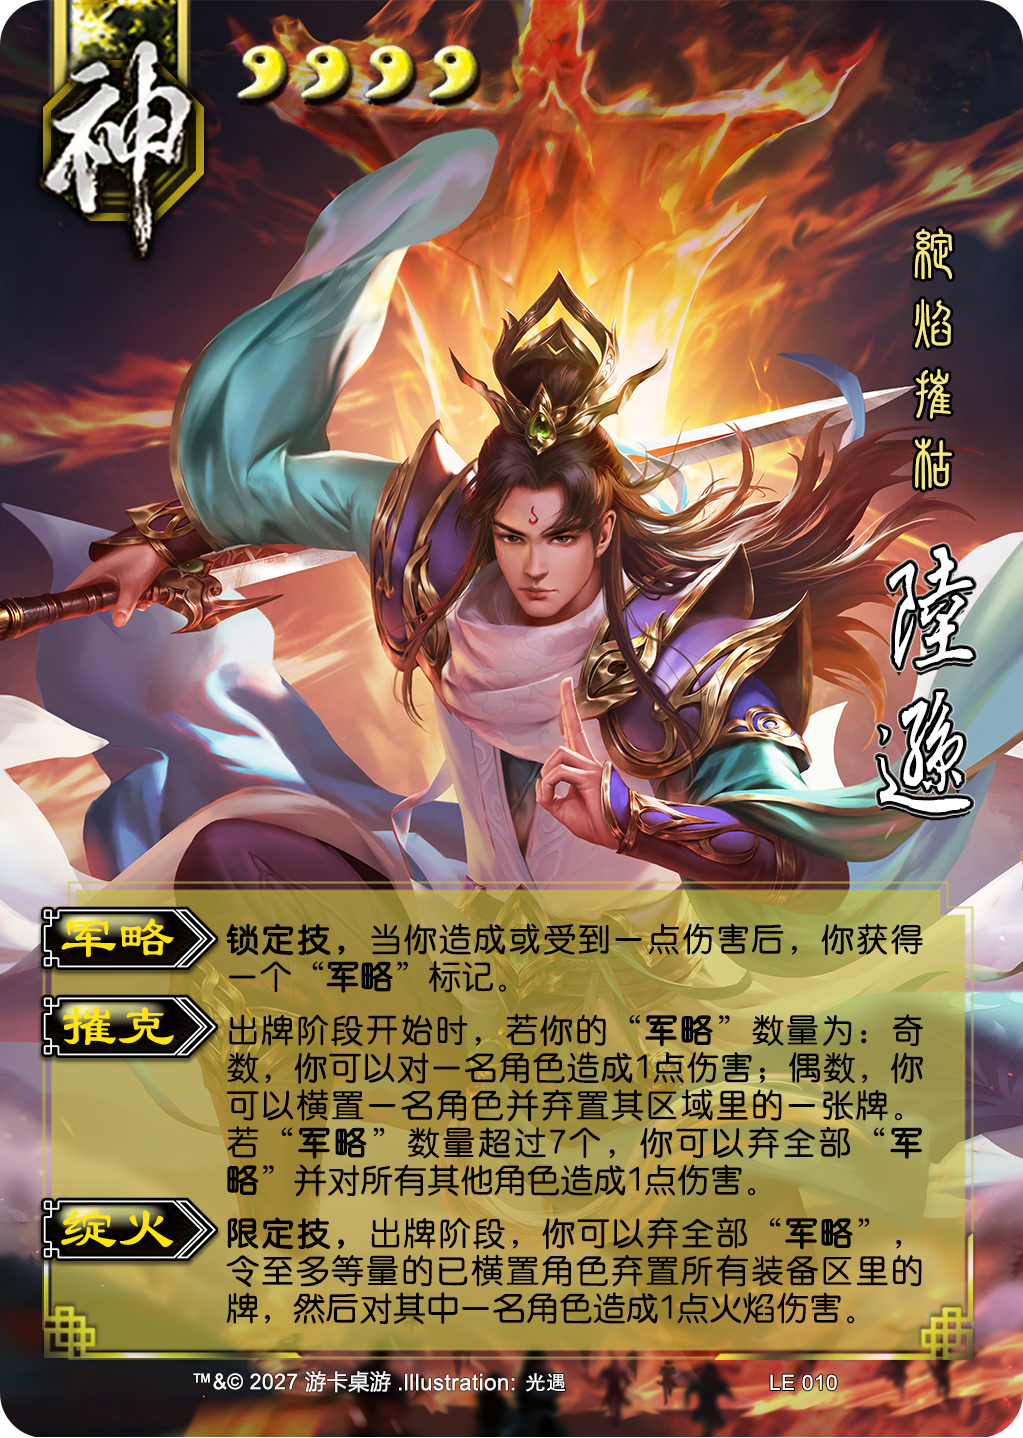 神
綻焰摧枯
陸遜
军略
锁定技，当你造成或受到一点伤害后，你获得
一个“军略”标记。
摧克
出牌阶段开始时，若你的“军略”数量为：奇
数，你可以对一名角色造成1点伤害；偶数，你
可以横置一名角色并弃置其区域里的一张牌。
若“军略”数量超过7个，你可以弃全部“军
略”并对所有其他角色造成1点伤害。
绽火
限定技，出牌阶段，你可以弃全部“军略”，
令至多等量的已横置角色弃置所有装备区里的
牌，然后对其中一名角色造成1点火焰伤害。
™&© 2027 游卡桌游 .Illustration: 光遇
LE 010